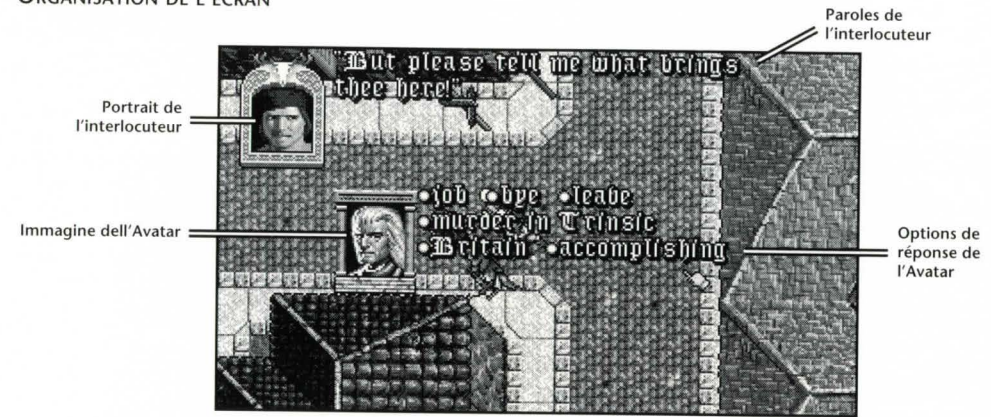 ORGANISATION DE L'ÉCRAN
Paroles de
l'interlocuteur
"But please tell me what brings
thee here!"
Portrait de
l'interlocuteur
•job •bye •leave
•murder in Trinsic
•Britain •accomplishing
Immagine dell'Avatar
Options de
réponse de
l'Avatar